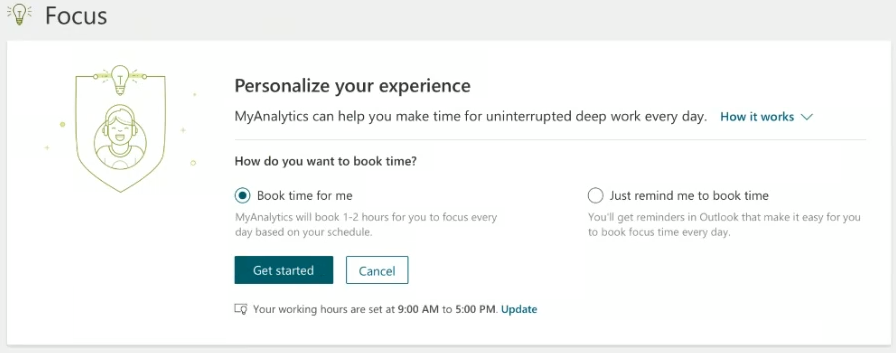 Focus
Personalize your experience
MyAnalytics can help you make time for uninterrupted deep work every day. How it works
How do you want to book time?
Book time for me
MyAnalytics will book 1-2 hours for you to focus every
day based on your schedule.
Just remind me to book time
You'll get reminders in Outlook that make it easy for you
to book focus time every day.
Get started
Cancel
Your working hours are set at 9:00 AM to 5:00 PM. Update